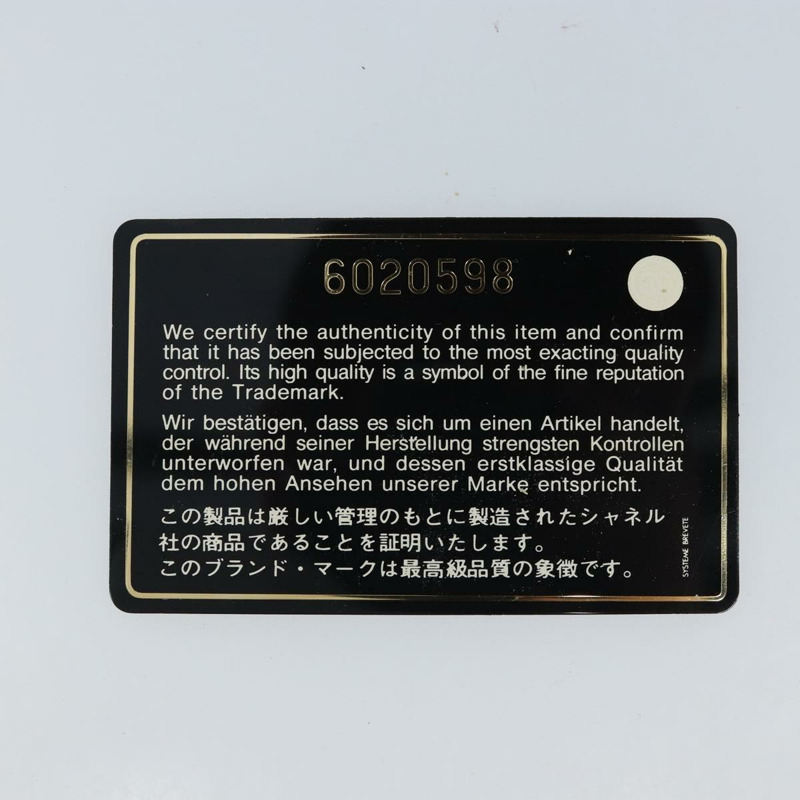 6020598
We certify the authenticity of this item and confirm
that it has been subjected to the most exacting quality
control. Its high quality is a symbol of the fine reputation
of the Trademark.
Wir bestätigen, dass es sich um einen Artikel handelt,
der während seiner Herstellung strengsten Kontrollen
unterworfen war, und dessen erstklassige Qualität
dem hohen Ansehen unserer Marke entspricht.
この製品は厳しい管理のもとに製造されたシャネル
社の商品であることを証明いたします。
このブランド・マークは最高級品質の象徴です。
SYSTEME BREVETE